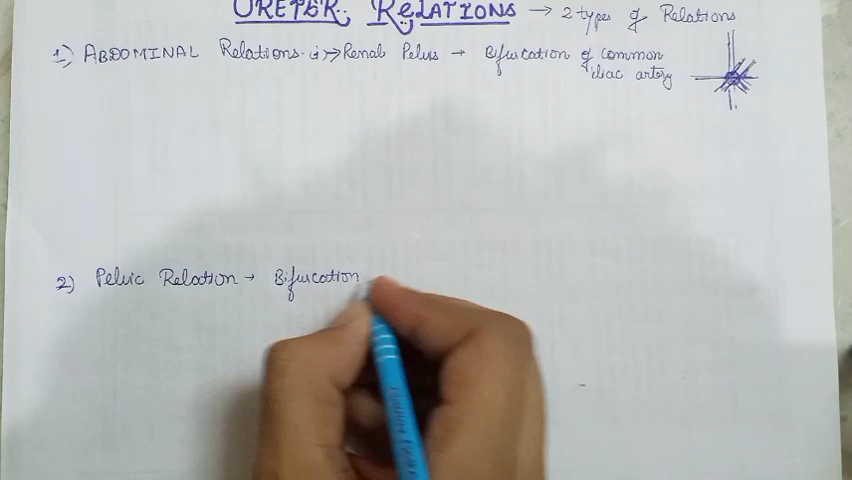 URETER. RELATIONS → 2 types of Relations
1) ABDOMINAL Relations. → Renal Pelvis → Bifurcation of common
iliac artery
2) Pelvic Relation → Bifurcation